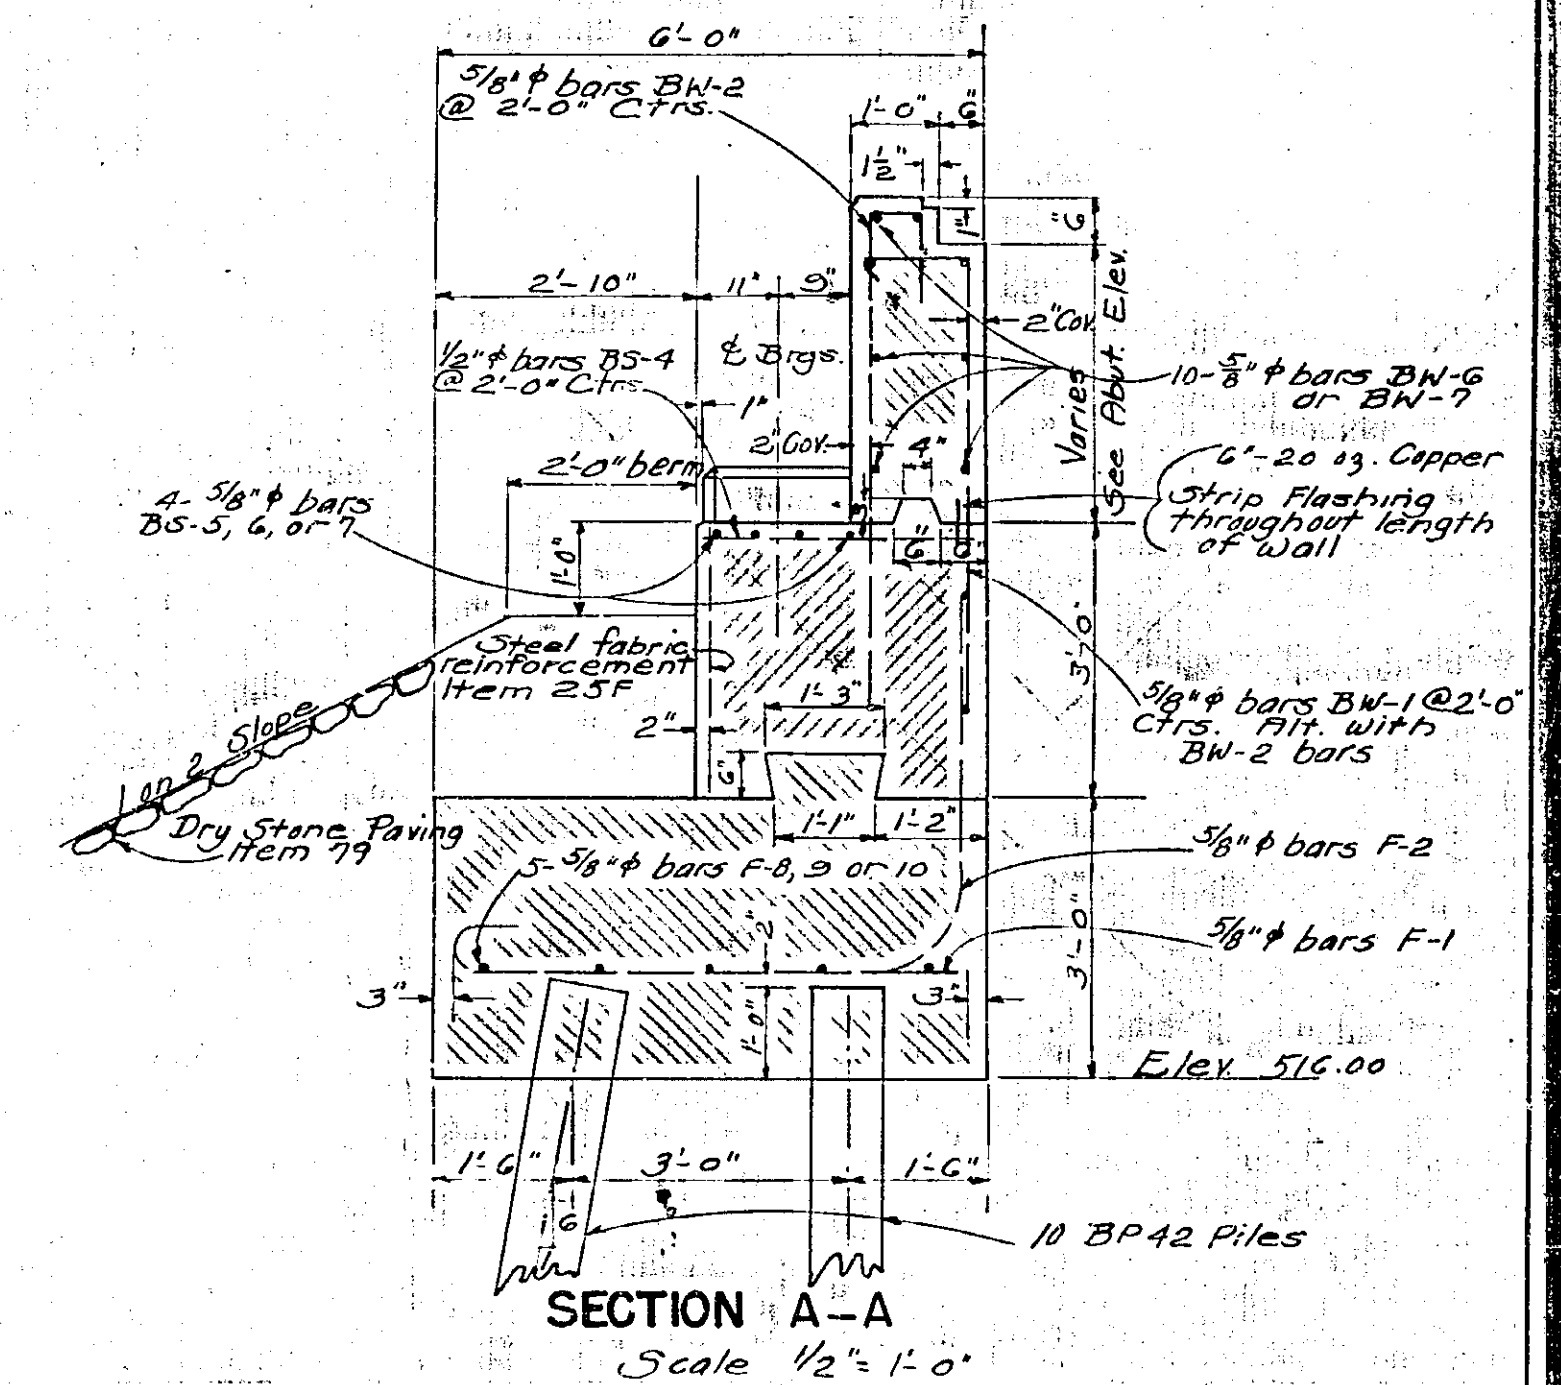 6'-0"
5/8" ϕ bars BW-2
@ 2'-0" Ctrs.
1'-0"
6"
1½"
1"
6"
2'-10"
11"
9"
2" Cov.
½" ϕ bars BS-4
@ 2'-0" Ctrs
℄ Brgs.
1"
Varies
See About. Elev.
10-5/8" ϕ bars BW-6
or BW-7
2" Cov.
4"
2'-0" berm
6"-20 oz. Copper
Strip Flashing
throughout length
of wall
4- 5/8" ϕ bars
BS-5, 6, or 7
1'-0"
6"
6"
Steel fabric
reinforcement
Item 25F
3'-0"
1'-3"
5/8" ϕ bars BW-1 @ 2'-0"
Ctrs. Alt. with
BW-2 bars
2"
6"
1 on 2 Slope
Dry Stone Paving
Item 79
1'-1"
1'-2"
5/8" ϕ bars F-2
5- 5/8" ϕ bars F-8, 9 or 10
2"
5/8" ϕ bars F-1
3'-0"
3"
3"
1'-0"
Elev. 516.00
1'-6"
3'-0"
1'-6"
1
6
10 BP42 Piles
SECTION A-A
Scale 1/2" = 1'-0"